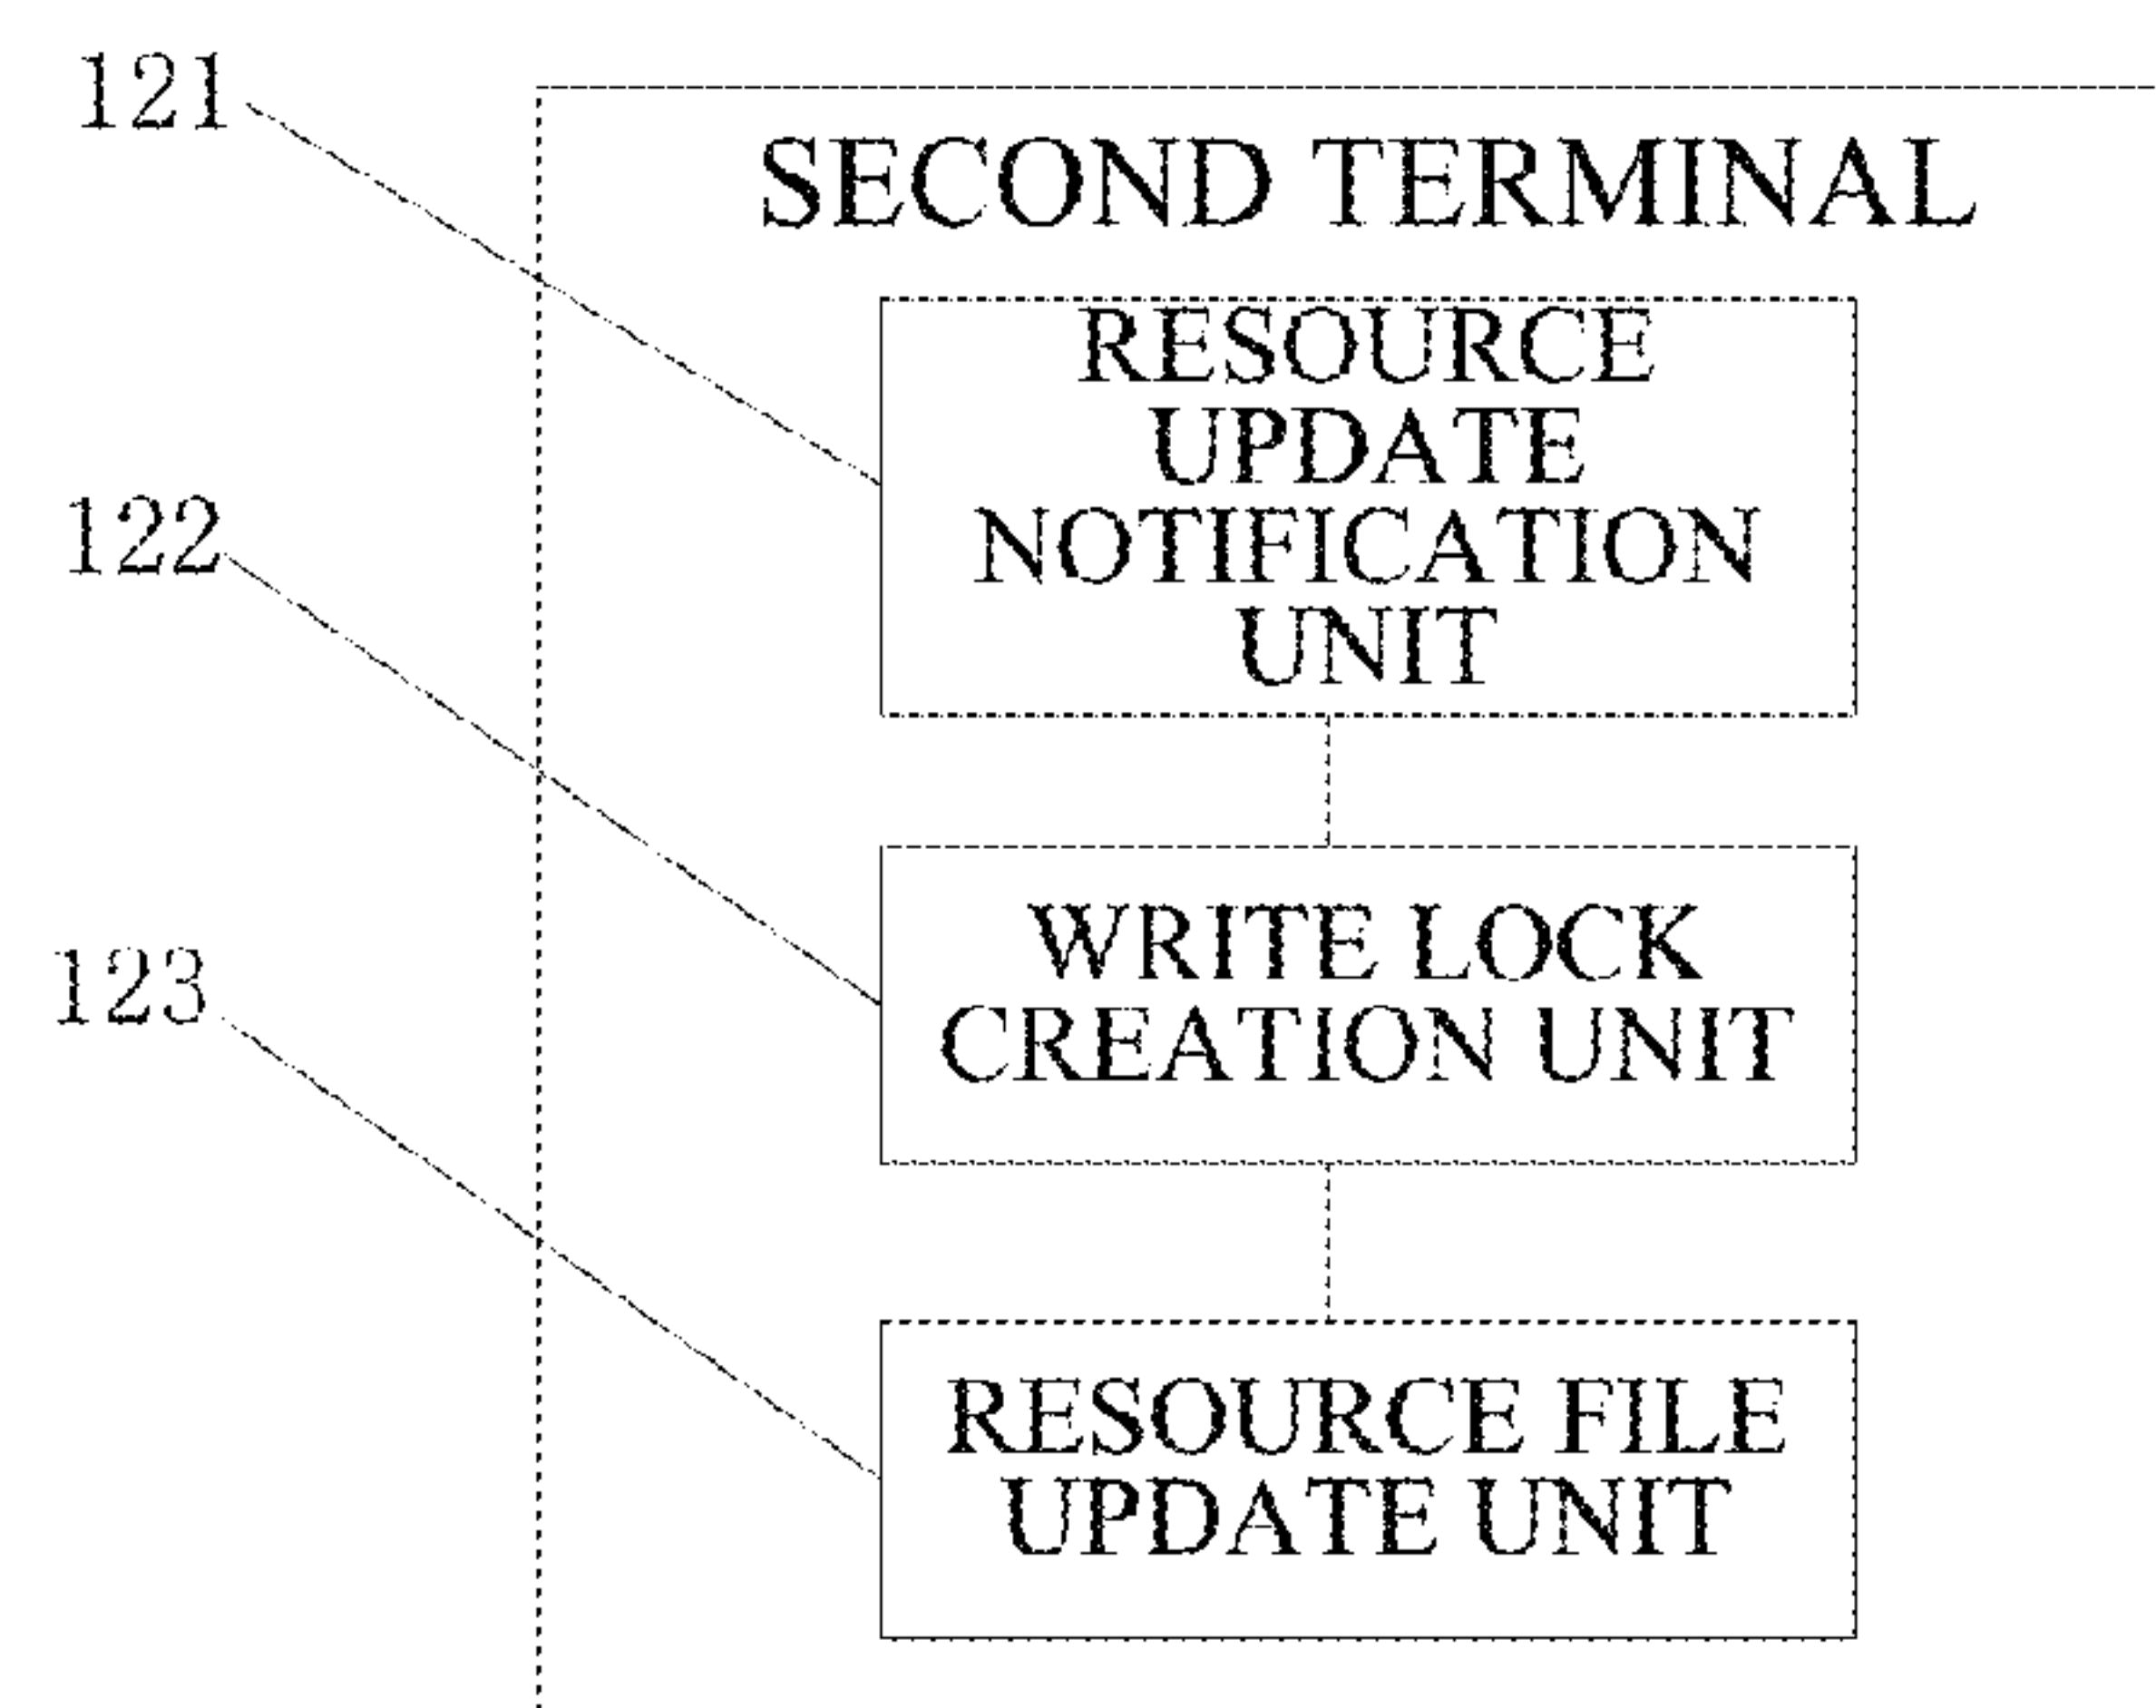 121
SECOND TERMINAL
RESOURCE
UPDATE
NOTIFICATION
UNIT
122
WRITE LOCK
CREATION UNIT
123
RESOURCE FILE
UPDATE UNIT